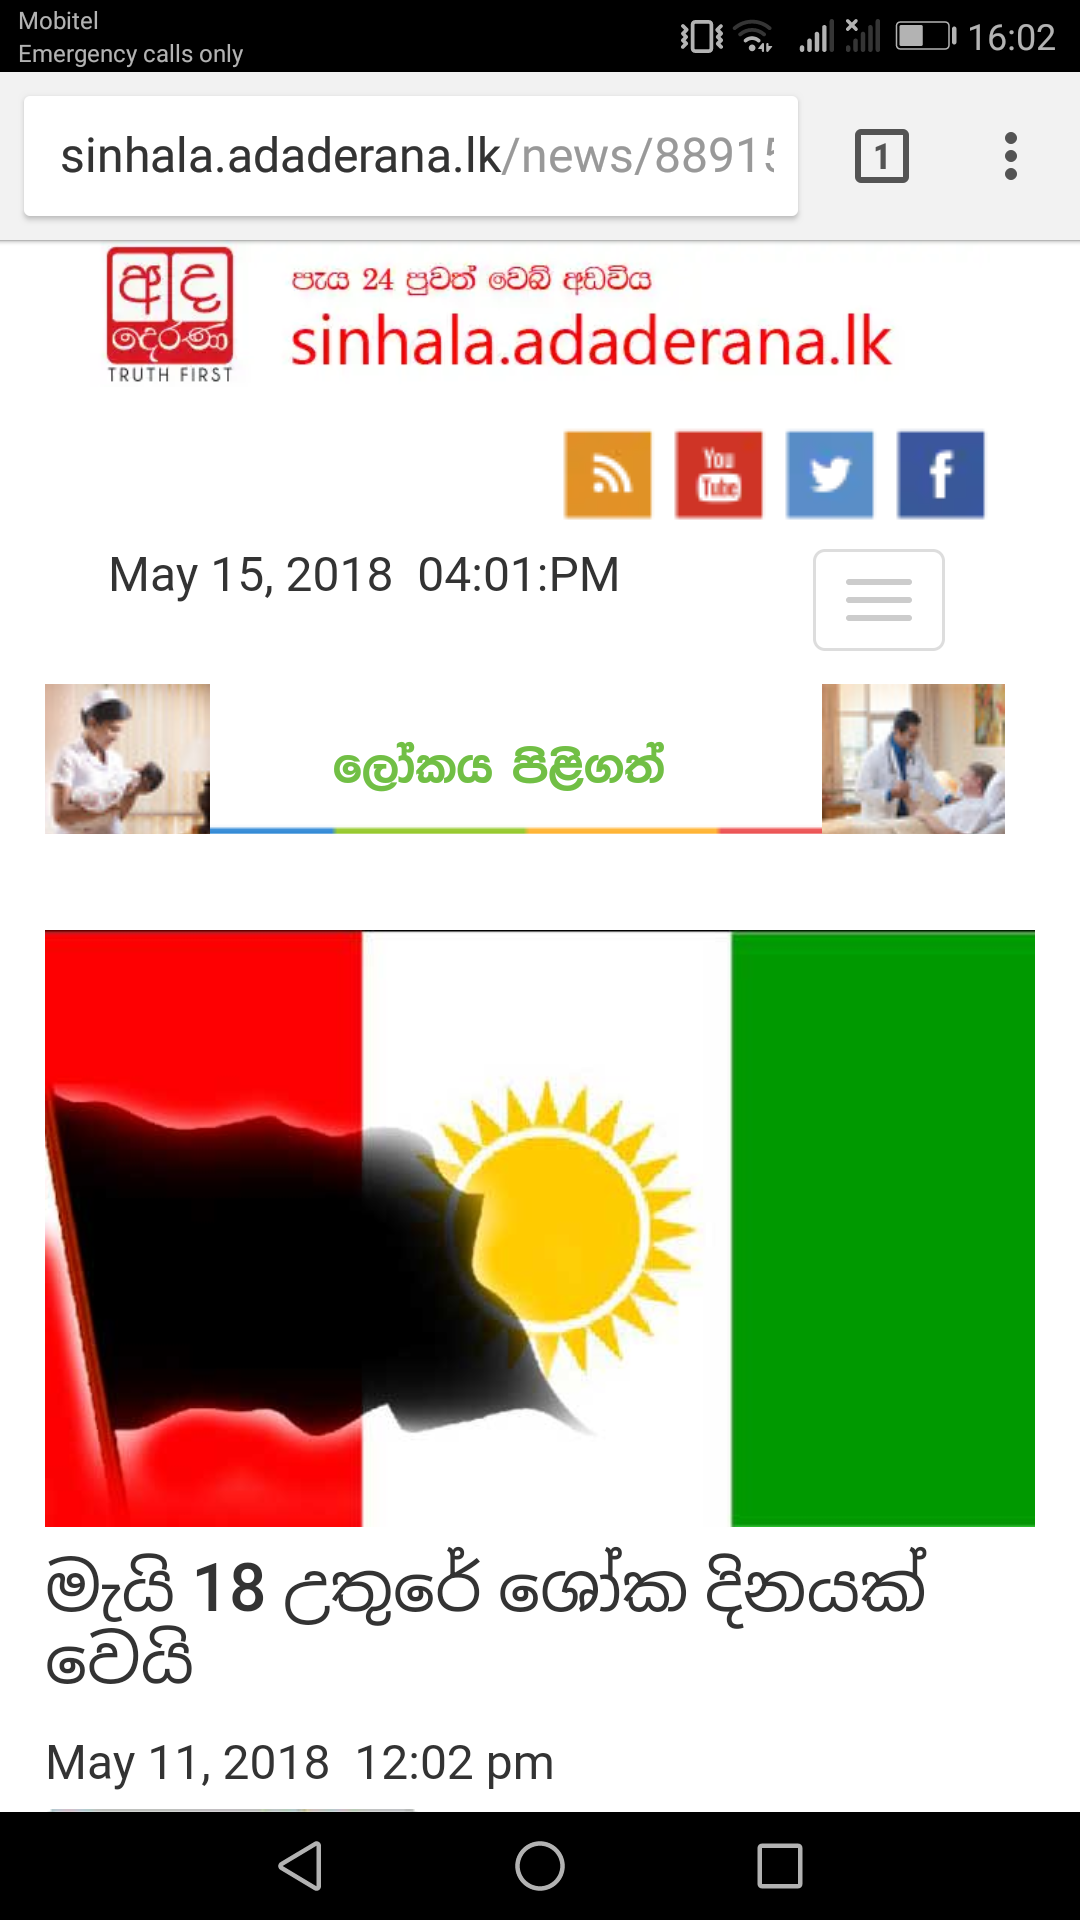 Mobitel
Emergency calls only
16:02
sinhala.adaderana.lk/news/88915
1
අද
දෙරණ
TRUTH FIRST
පැය 24 පුවත් වෙබ් අඩවිය
sinhala.adaderana.lk
You
Tube
May 15, 2018 04:01:PM
ලෝකය පිළිගත්
මැයි 18 උතුරේ ශෝක දිනයක්
වෙයි
May 11, 2018 12:02 pm